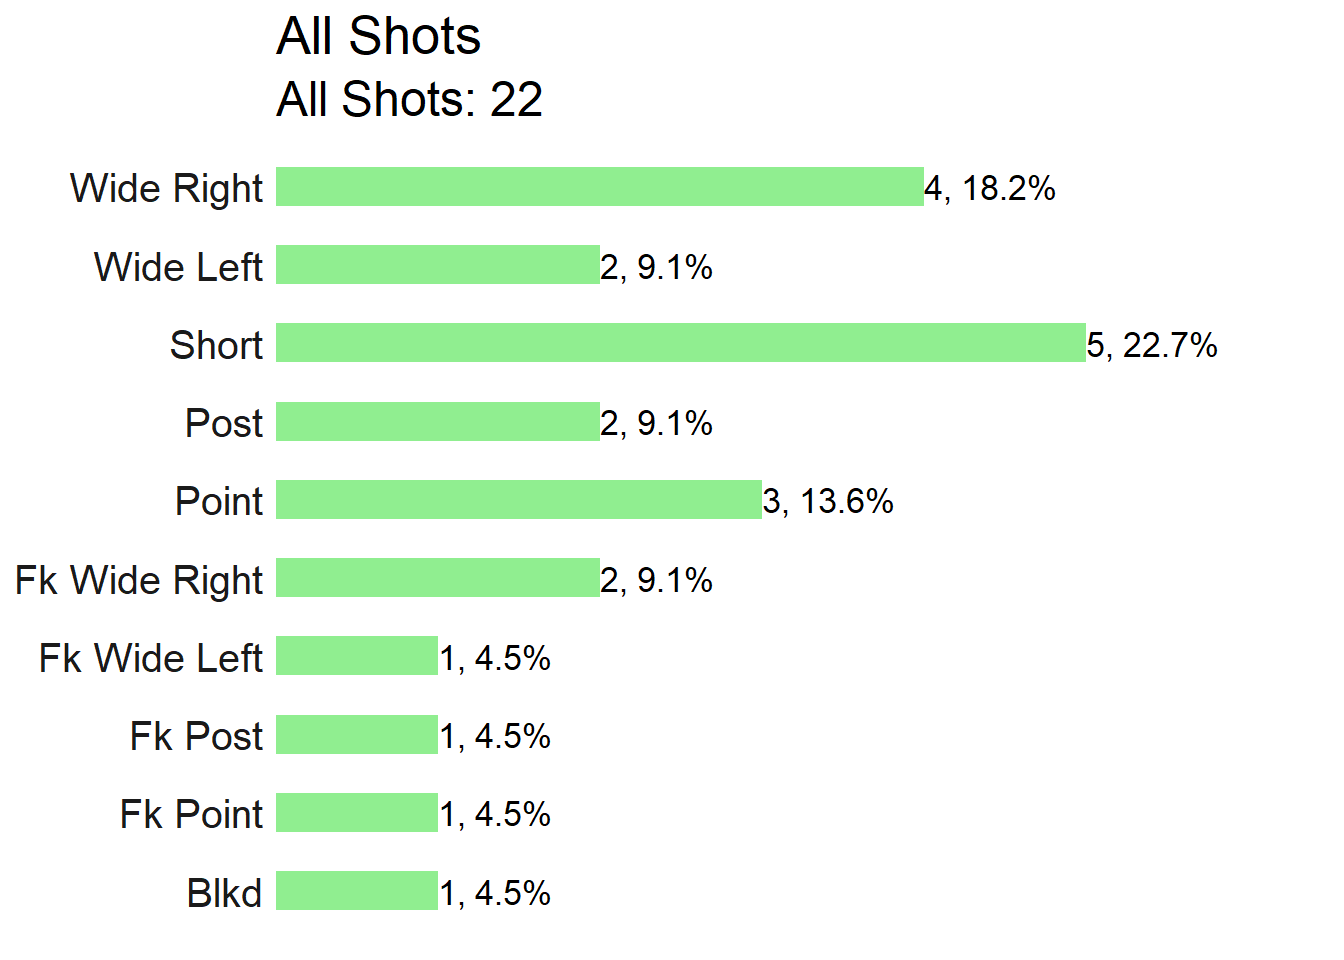 All Shots
All Shots: 22
Wide Right 4, 18.2%
Wide Left 2, 9.1%
Short 5, 22.7%
Post 2, 9.1%
Point 3, 13.6%
Fk Wide Right 2, 9.1%
Fk Wide Left 1, 4.5%
Fk Post 1, 4.5%
Fk Point 1, 4.5%
Blkd 1, 4.5%